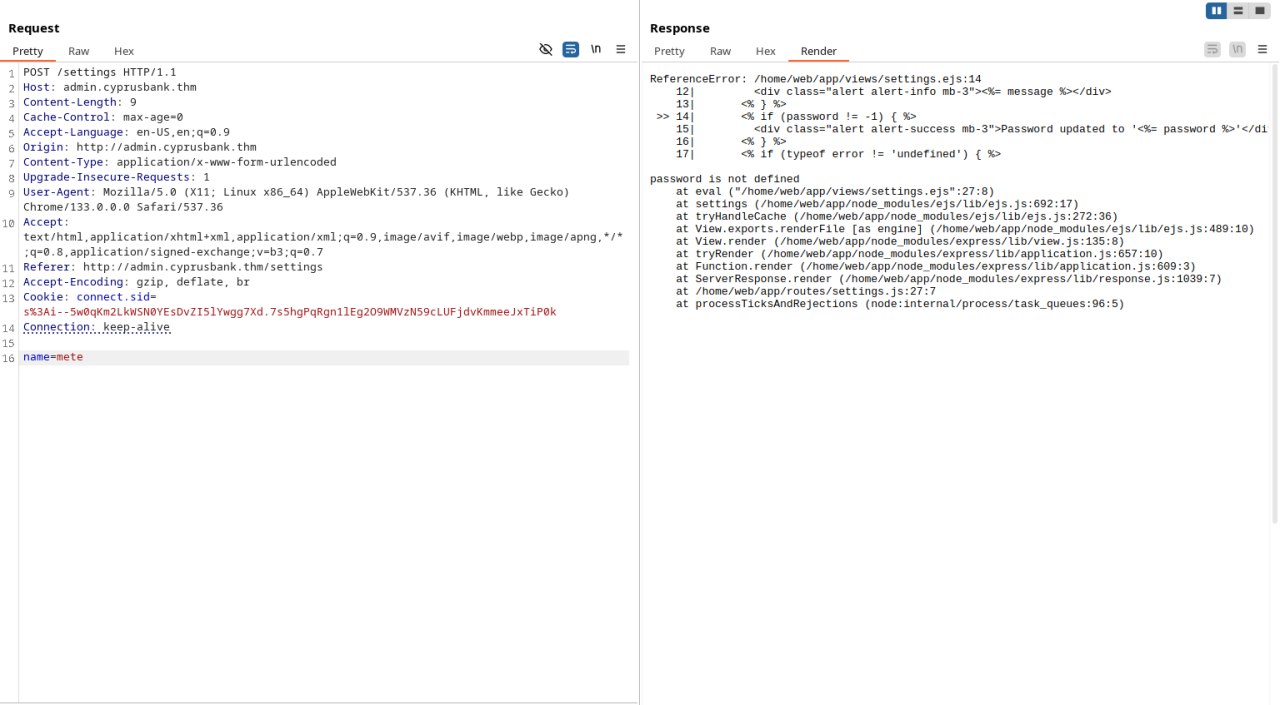 Request
Pretty Raw Hex
\n
1 POST /settings HTTP/1.1
2 Host: admin.cyprusbank.thm
3 Content-Length: 9
4 Cache-Control: max-age=0
5 Accept-Language: en-US,en;q=0.9
6 Origin: http://admin.cyprusbank.thm
7 Content-Type: application/x-www-form-urlencoded
8 Upgrade-Insecure-Requests: 1
9 User-Agent: Mozilla/5.0 (X11; Linux x86_64) AppleWebKit/537.36 (KHTML, like Gecko)
Chrome/133.0.0.0 Safari/537.36
10 Accept:
text/html,application/xhtml+xml,application/xml;q=0.9,image/avif,image/webp,image/apng,*/*
;q=0.8,application/signed-exchange;v=b3;q=0.7
11 Referer: http://admin.cyprusbank.thm/settings
12 Accept-Encoding: gzip, deflate, br
13 Cookie: connect.sid=
s%3Ai--5w0qKm2LkWSN0YEsDvZI5lYwgg7Xd.7s5hgPqRgn1lEg2O9WMVzN59cLUFjdvKmmeeJxTiP0k
14 Connection: keep-alive
15
16 name=mete
Response
Pretty Raw Hex Render
\n
ReferenceError: /home/web/app/views/settings.ejs:14
    12|         <div class="alert alert-info mb-3"><%= message %></div>
    13|       <% } %>
 >> 14|       <% if (password != -1) { %>
    15|         <div class="alert alert-success mb-3">Password updated to '<%= password %>'</di
    16|       <% } %>
    17|       <% if (typeof error != 'undefined') { %>
password is not defined
    at eval ("/home/web/app/views/settings.ejs":27:8)
    at settings (/home/web/app/node_modules/ejs/lib/ejs.js:692:17)
    at tryHandleCache (/home/web/app/node_modules/ejs/lib/ejs.js:272:36)
    at View.exports.renderFile [as engine] (/home/web/app/node_modules/ejs/lib/ejs.js:489:10)
    at View.render (/home/web/app/node_modules/express/lib/view.js:135:8)
    at tryRender (/home/web/app/node_modules/express/lib/application.js:657:10)
    at Function.render (/home/web/app/node_modules/express/lib/application.js:609:3)
    at ServerResponse.render (/home/web/app/node_modules/express/lib/response.js:1039:7)
    at /home/web/app/routes/settings.js:27:7
    at processTicksAndRejections (node:internal/process/task_queues:96:5)